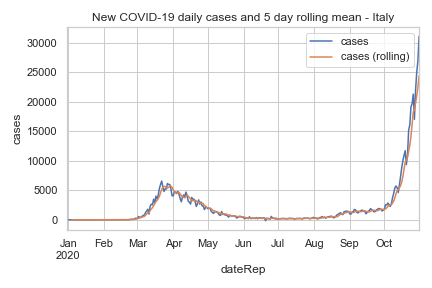 New COVID-19 daily cases and 5 day rolling mean - Italy
cases
cases (rolling)
30000
25000
20000
15000
10000
5000
0
cases
Jan Feb Mar Apr May Jun Jul Aug Sep Oct
2020
dateRep